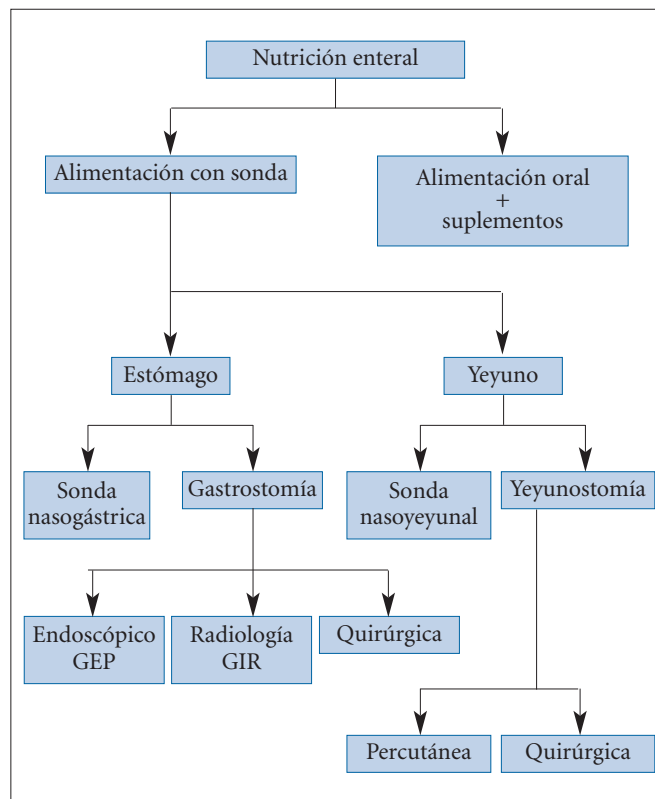 Nutrición enteral
Alimentación con sonda
Alimentación oral
+
suplementos
Estómago
Yeyuno
Sonda
nasogástrica
Gastrostomía
Sonda
nasoyeyunal
Yeyunostomía
Endoscópico
GEP
Radiología
GIR
Quirúrgica
Percutánea
Quirúrgica